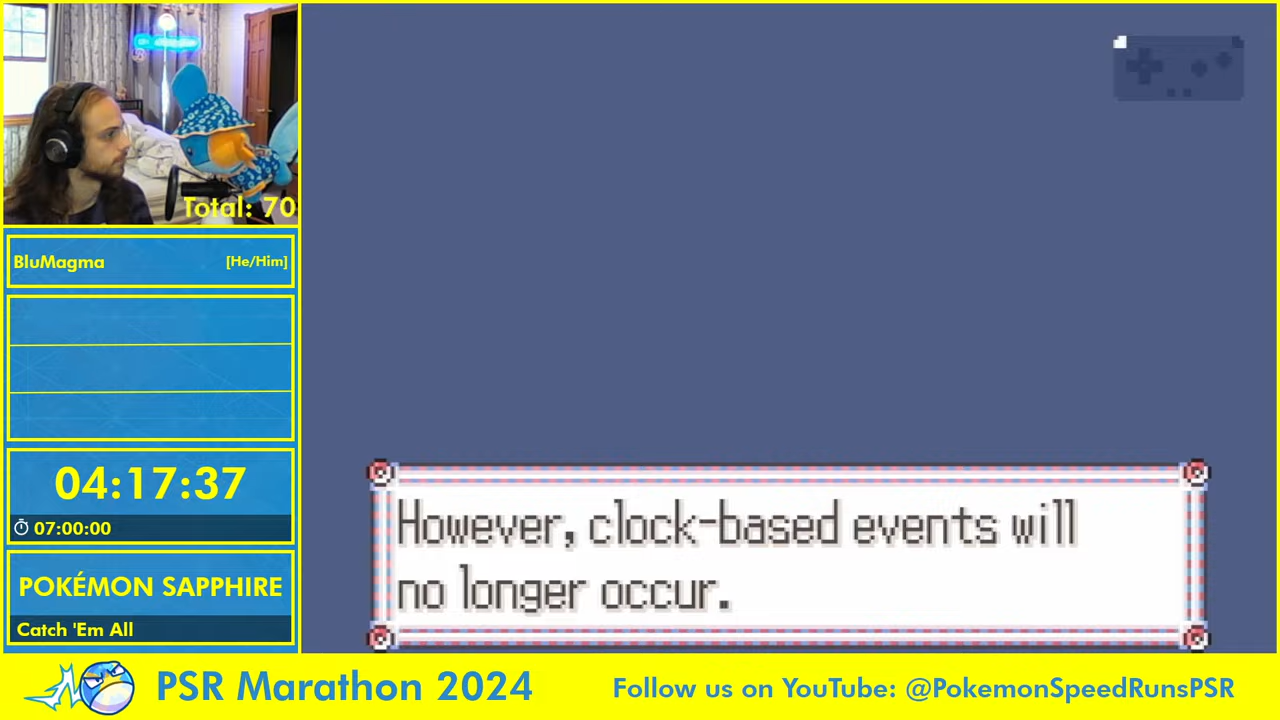 Total: 70
BluMagma [He/Him]
04:17:37
07:00:00
POKÉMON SAPPHIRE
Catch 'Em All
However, clock-based events will
no longer occur.
PSR Marathon 2024
Follow us on YouTube: @PokemonSpeedRunsPSR